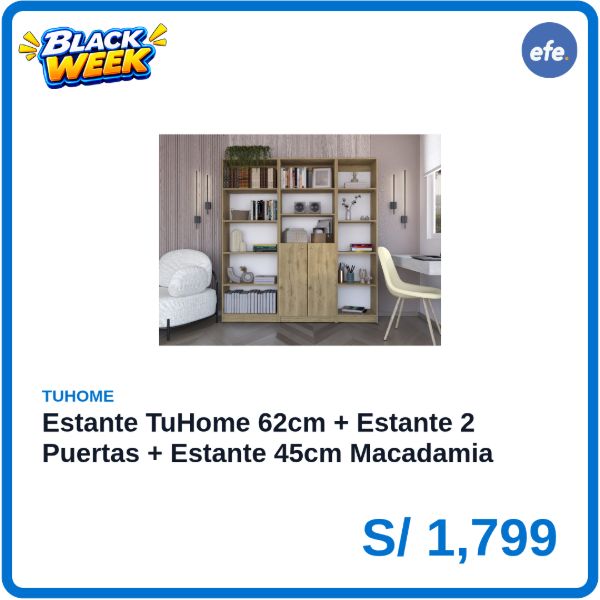 BLACK
WEEK
efe.
TUHOME
Estante TuHome 62cm + Estante 2
Puertas + Estante 45cm Macadamia
S/ 1,799